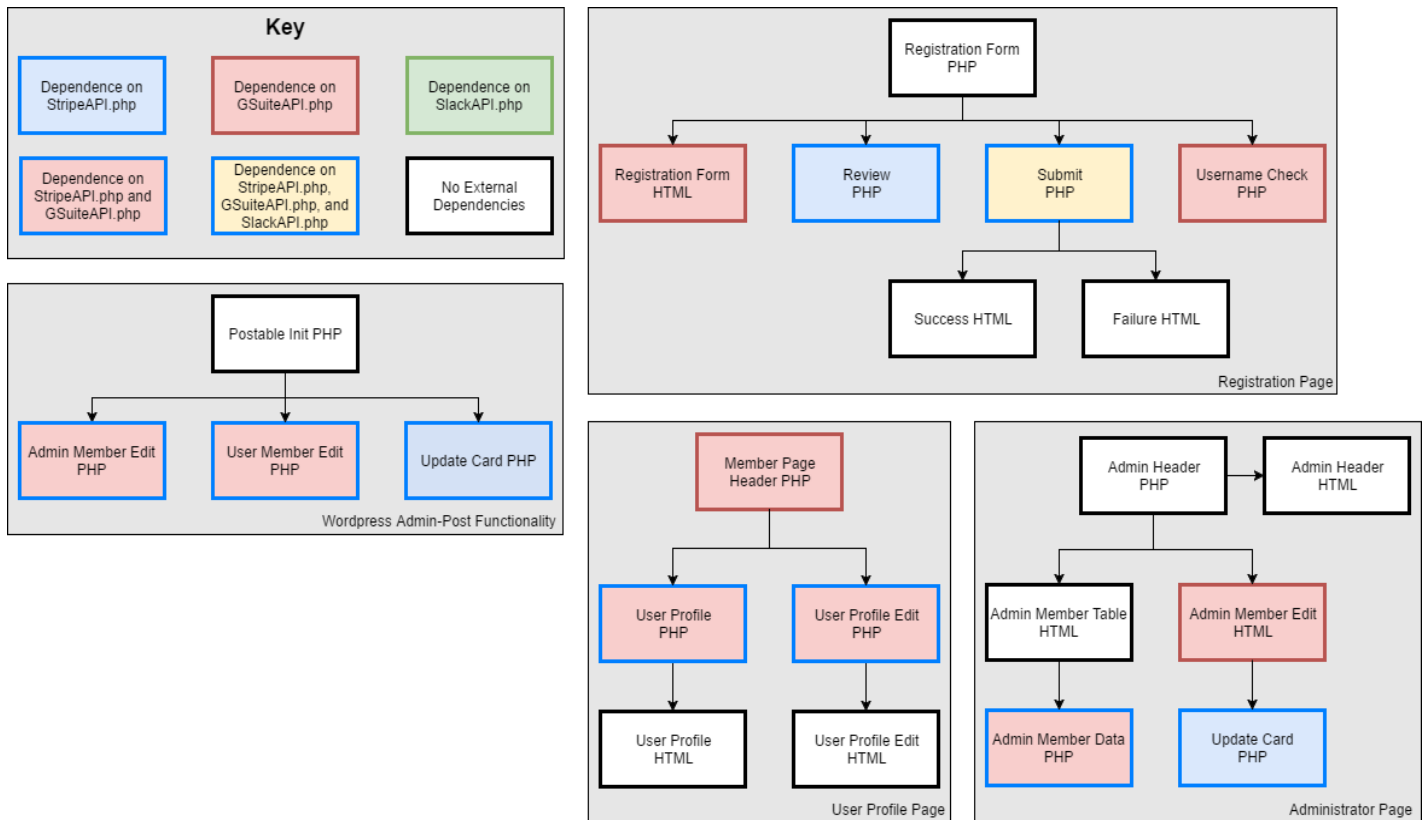 Key
Dependence on
StripeAPI.php
Dependence on
GSuiteAPI.php
Dependence on
SlackAPI.php
Dependence on
StripeAPI.php and
GSuiteAPI.php
Dependence on
StripeAPI.php,
GSuiteAPI.php, and
SlackAPI.php
No External
Dependencies
Postable Init PHP
Admin Member Edit
PHP
User Member Edit
PHP
Update Card PHP
Wordpress Admin-Post Functionality
Registration Form
PHP
Registration Form
HTML
Review
PHP
Submit
PHP
Username Check
PHP
Success HTML
Failure HTML
Registration Page
Member Page
Header PHP
User Profile
PHP
User Profile Edit
PHP
User Profile
HTML
User Profile Edit
HTML
User Profile Page
Admin Header
PHP
Admin Header
HTML
Admin Member Table
HTML
Admin Member Edit
HTML
Admin Member Data
PHP
Update Card
PHP
Administrator Page